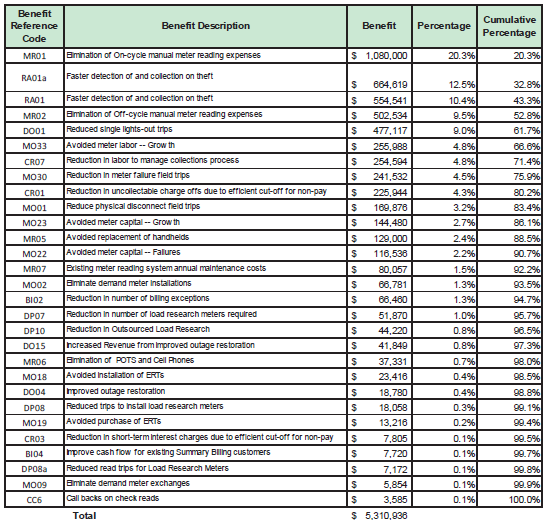 Benefit Reference Code Benefit Description Benefit Percentage Cumulative Percentage
MR01 Elimination of On-cycle manual meter reading expenses $ 1,080,000 20.3% 20.3%
RA01a Faster detection of and collection on theft $ 664,619 12.5% 32.8%
RA01 Faster detection of and collection on theft $ 554,541 10.4% 43.3%
MR02 Elimination of Off-cycle manual meter reading expenses $ 502,534 9.5% 52.8%
DO01 Reduced single lights-out trips $ 477,117 9.0% 61.7%
MO33 Avoided meter labor -- Growth $ 255,988 4.8% 66.6%
CR07 Reduction in labor to manage collections process $ 254,594 4.8% 71.4%
MO30 Reduction in meter failure field trips $ 241,532 4.5% 75.9%
CR01 Reduction in uncollectable charge offs due to efficient cut-off for non-pay $ 225,944 4.3% 80.2%
MO01 Reduce physical disconnect field trips $ 169,876 3.2% 83.4%
MO23 Avoided meter capital -- Growth $ 144,480 2.7% 86.1%
MR05 Avoided replacement of handhelds $ 129,000 2.4% 88.5%
MO22 Avoided meter capital -- Failures $ 116,536 2.2% 90.7%
MR07 Existing meter reading system annual maintenance costs $ 80,057 1.5% 92.2%
MO02 Eliminate demand meter installations $ 66,781 1.3% 93.5%
BI02 Reduction in number of billing exceptions $ 66,460 1.3% 94.7%
DP07 Reduction in number of load research meters required $ 51,870 1.0% 95.7%
DP10 Reduction in Outsourced Load Research $ 44,220 0.8% 96.5%
DO15 Increased Revenue from improved outage restoration $ 41,849 0.8% 97.3%
MR06 Elimination of POTS and Cell Phones $ 37,331 0.7% 98.0%
MO18 Avoided installation of ERTs $ 23,416 0.4% 98.5%
DO04 Improved outage restoration $ 18,780 0.4% 98.8%
DP08 Reduced trips to install load research meters $ 18,058 0.3% 99.1%
MO19 Avoided purchase of ERTs $ 13,216 0.2% 99.4%
CR03 Reduction in short-term interest charges due to efficient cut-off for non-pay $ 7,805 0.1% 99.5%
BI04 Improve cash flow for existing Summary Billing customers $ 7,720 0.1% 99.7%
DP08a Reduced read trips for Load Research Meters $ 7,172 0.1% 99.8%
MO09 Eliminate demand meter exchanges $ 5,854 0.1% 99.9%
CC6 Call backs on check reads $ 3,585 0.1% 100.0%
Total $ 5,310,936